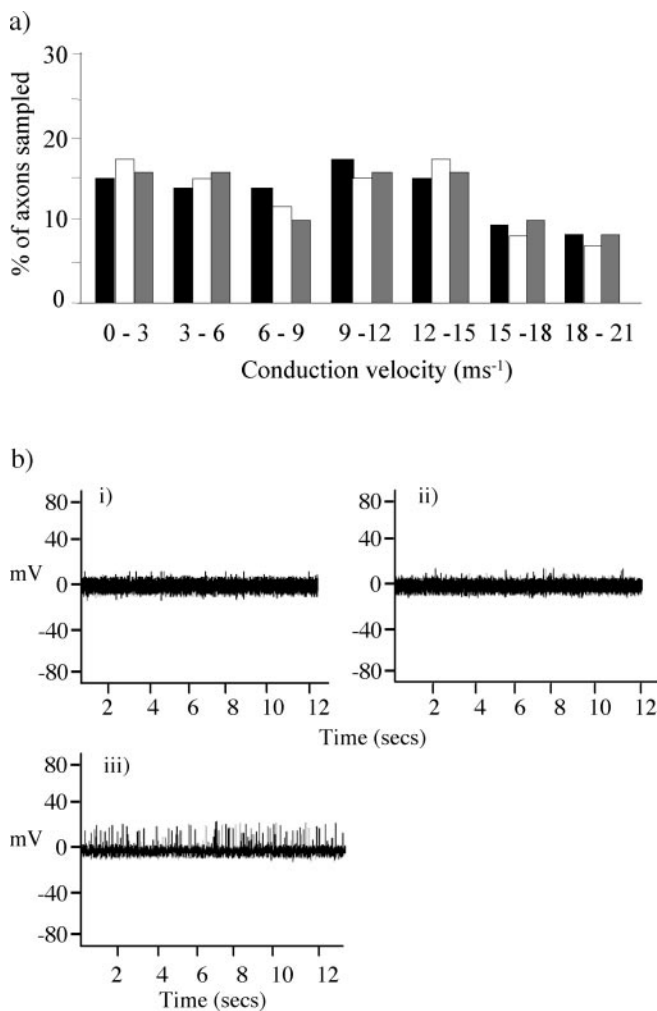 a)
30
20
10
0
% of axons sampled
0 - 3 3 - 6 6 - 9 9 -12 12 -15 15 -18 18 - 21
Conduction velocity (ms⁻¹)
b)
i)
80
40
mV 0
-40
-80
2 4 6 8 10 12
ii)
80
40
0
-40
-80
2 4 6 8 10 12
Time (secs)
iii)
80
40
mV 0
-40
-80
2 4 6 8 10 12
Time (secs)